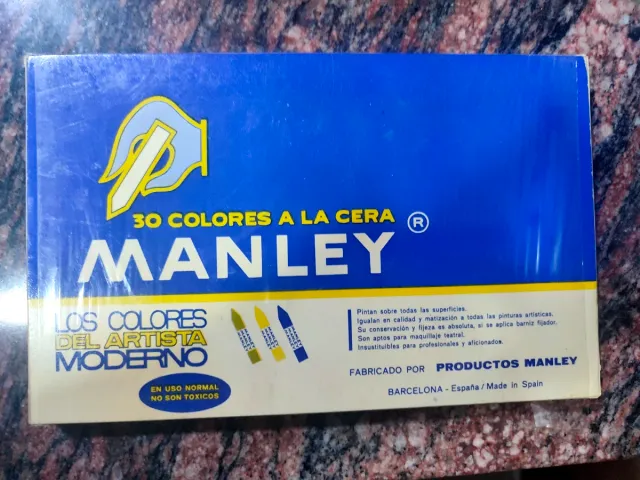 30 COLORES A LA CERA
MANLEY ®
LOS COLORES
DEL ARTISTA
MODERNO
EN USO NORMAL
NO SON TOXICOS
MANLEY
MANLEY
MANLEY
Pintan sobre todas las superficies.
Igualan en calidad y matización a todas las pinturas artísticas.
Su conservación y fijeza es absoluta, si se aplica barniz fijador.
Son aptos para maquillaje teatral.
Insustituibles para profesionales y aficionados.
FABRICADO POR PRODUCTOS MANLEY
BARCELONA - España / Made in Spain